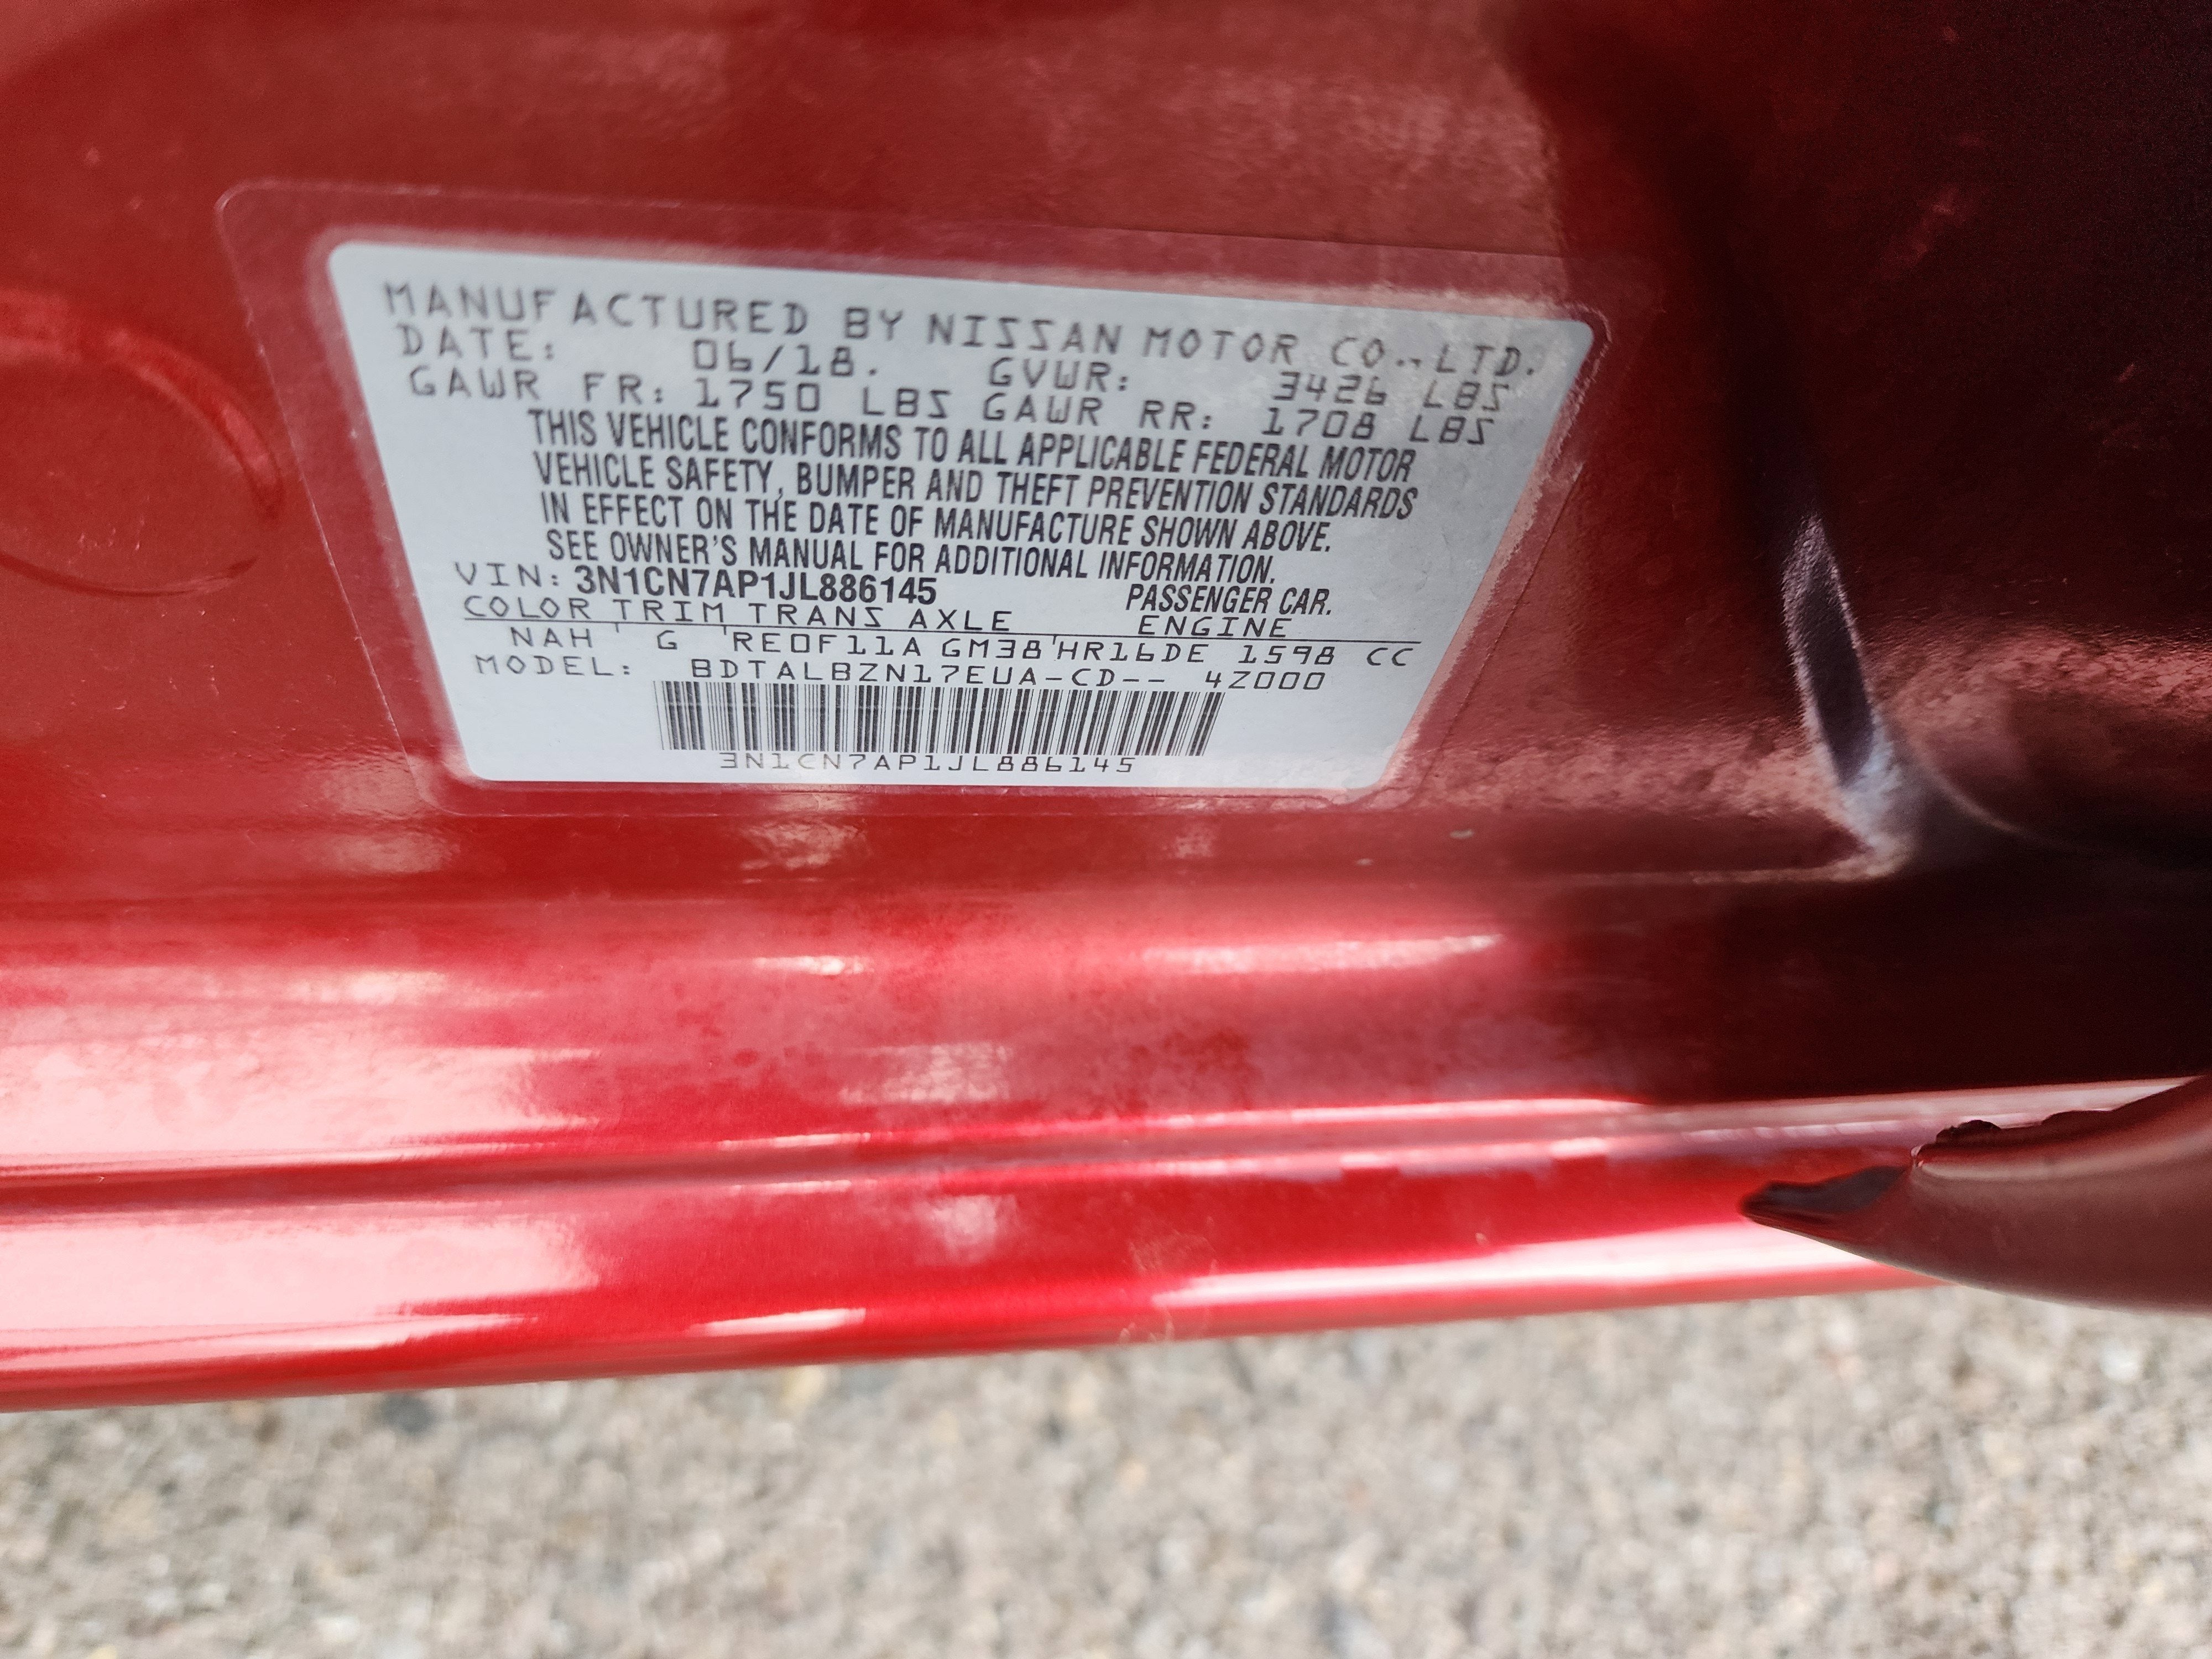 MANUFACTURED BY NISSAN MOTOR CO.,LTD.
DATE: 06/18. GVWR: 3426 LBS
GAWR FR: 1750 LBS GAWR RR: 1708 LBS
THIS VEHICLE CONFORMS TO ALL APPLICABLE FEDERAL MOTOR
VEHICLE SAFETY, BUMPER AND THEFT PREVENTION STANDARDS
IN EFFECT ON THE DATE OF MANUFACTURE SHOWN ABOVE.
SEE OWNER'S MANUAL FOR ADDITIONAL INFORMATION.
VIN: 3N1CN7AP1JL886145 PASSENGER CAR.
COLOR TRIM TRANS AXLE ENGINE
NAH G RE0F11A GM38 HR16DE 1598 CC
MODEL: BDTALBZN17EUA-CD-- 4Z000
3N1CN7AP1JL886145